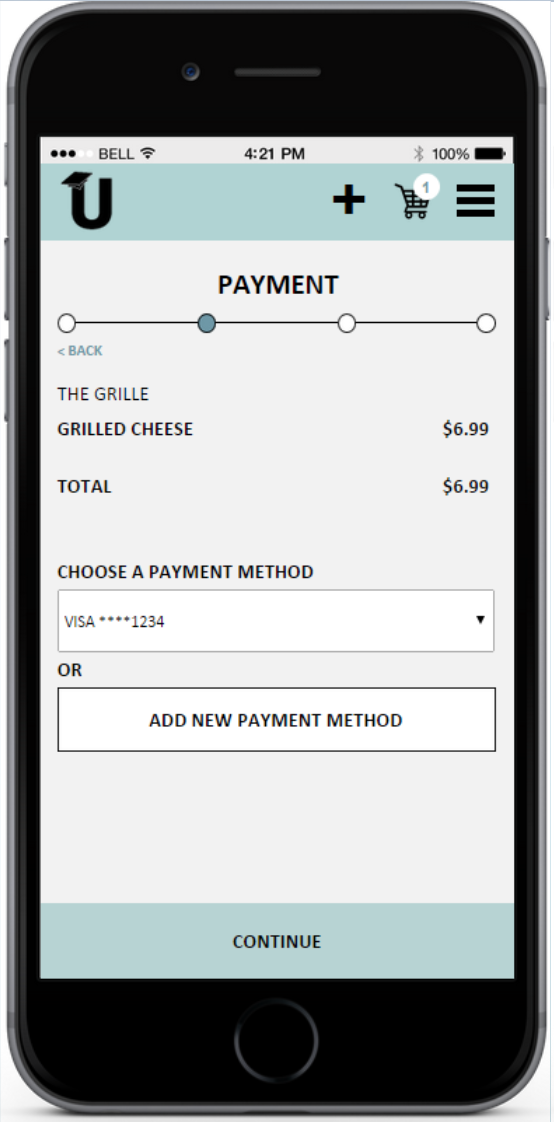 ●●● BELL 4:21 PM 100%
U 1
PAYMENT
< BACK
THE GRILLE
GRILLED CHEESE $6.99
TOTAL $6.99
CHOOSE A PAYMENT METHOD
VISA ****1234 ▼
OR
ADD NEW PAYMENT METHOD
CONTINUE